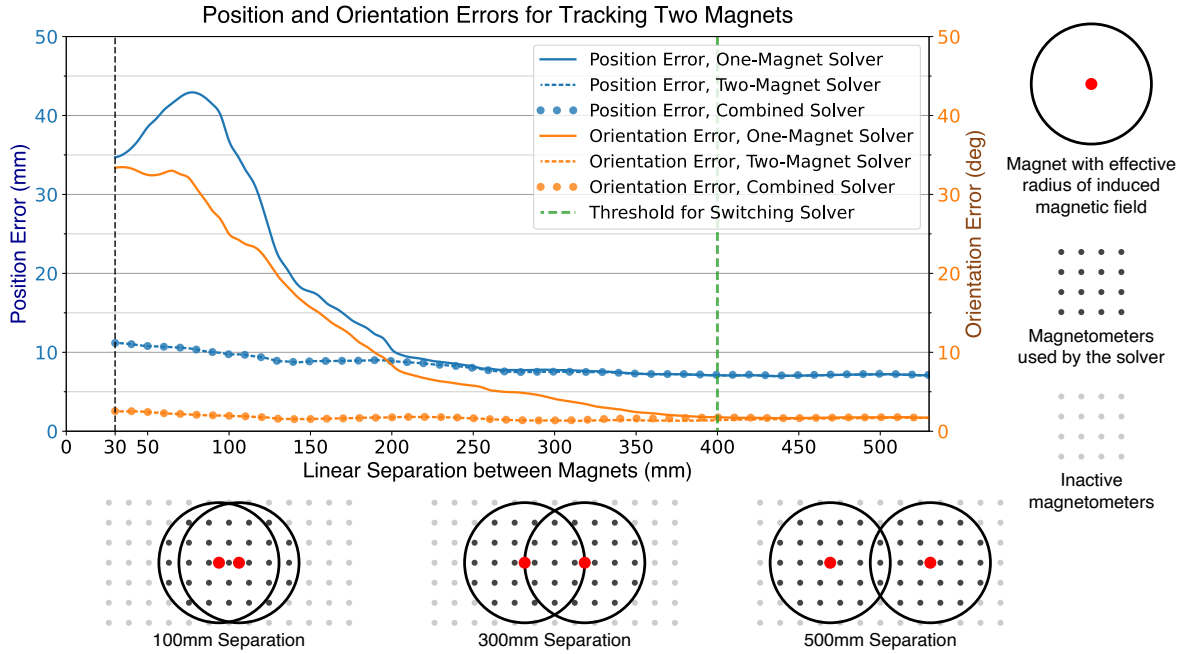 Position and Orientation Errors for Tracking Two Magnets
50
40
30
20
10
0
Position Error (mm)
Position Error, One-Magnet Solver
Position Error, Two-Magnet Solver
Position Error, Combined Solver
Orientation Error, One-Magnet Solver
Orientation Error, Two-Magnet Solver
Orientation Error, Combined Solver
Threshold for Switching Solver
50
40
30
20
10
0
Orientation Error (deg)
0 30 50 100 150 200 250 300 350 400 450 500
Linear Separation between Magnets (mm)
Magnet with effective
radius of induced
magnetic field
Magnetometers
used by the solver
Inactive
magnetometers
100mm Separation
300mm Separation
500mm Separation